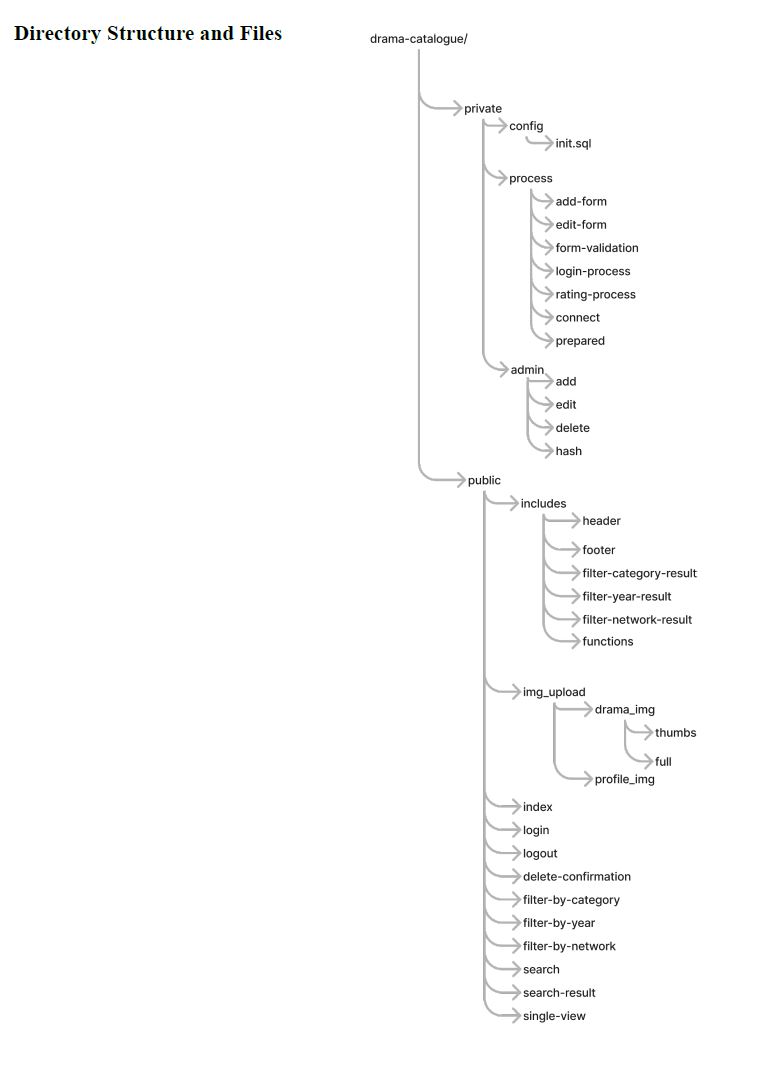 Directory Structure and Files
drama-catalogue/
private
config
init.sql
process
add-form
edit-form
form-validation
login-process
rating-process
connect
prepared
admin
add
edit
delete
hash
public
includes
header
footer
filter-category-result
filter-year-result
filter-network-result
functions
img_upload
drama_img
thumbs
full
profile_img
index
login
logout
delete-confirmation
filter-by-category
filter-by-year
filter-by-network
search
search-result
single-view